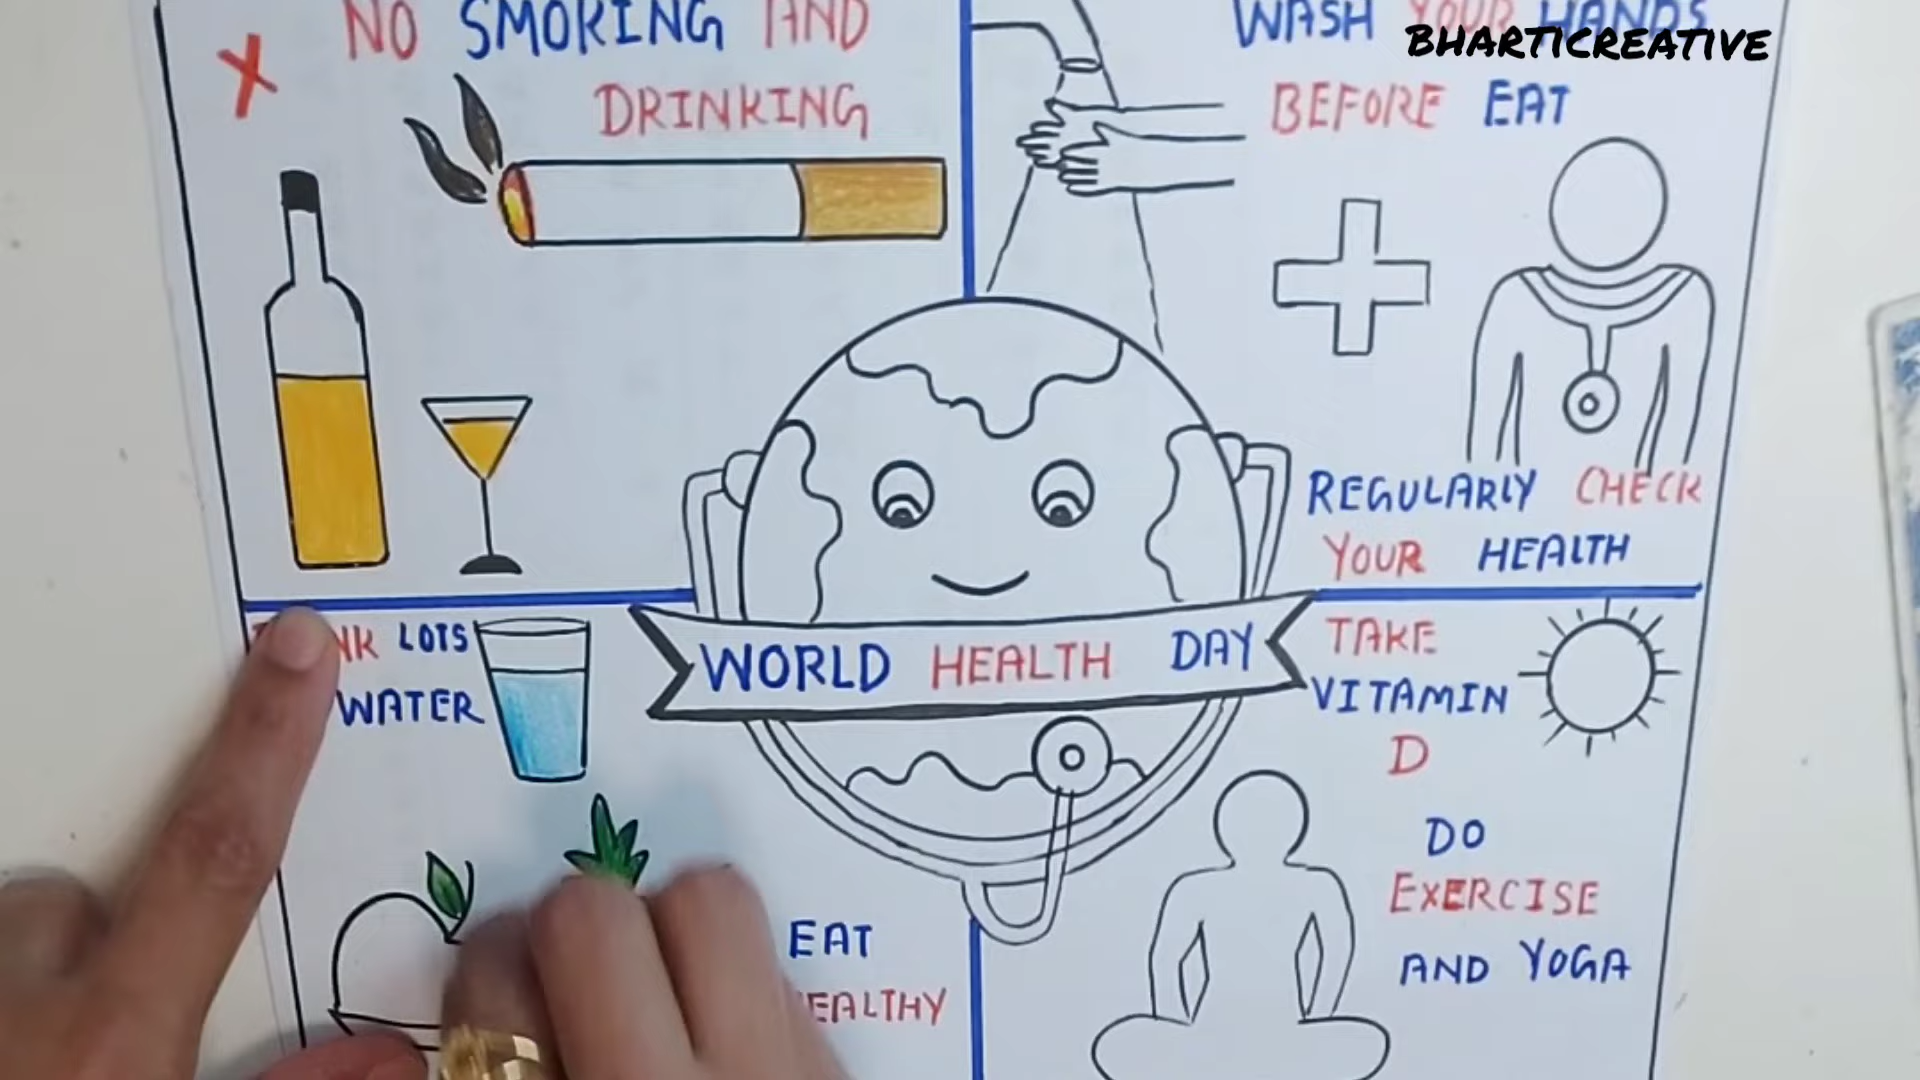 NO SMOKING AND
DRINKING
X
WASH YOUR HANDS
BHARTICREATIVE
BEFORE EAT
REGULARLY CHECK
YOUR HEALTH
LOTS
WATER
WORLD HEALTH DAY
TAKE
VITAMIN
D
DO
EXERCISE
AND YOGA
EAT
EALTHY